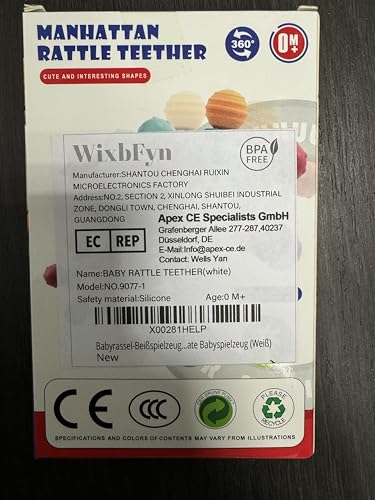 MANHATTAN
RATTLE TEETHER
360°
0M+
CUTE AND INTERESTING SHAPES
WixbFyn
BPA
FREE
Manufacturer:SHANTOU CHENGHAI RUIXIN
MICROELECTRONICS FACTORY
Address:NO.2, SECTION 2, XINLONG SHUIBEI INDUSTRIAL
ZONE, DONGLI TOWN, CHENGHAI, SHANTOU,
GUANGDONG
EC REP
Apex CE Specialists GmbH
Grafenberger Allee 277-287,40237
Düsseldorf, DE
E-Mail:Info@apex-ce.de
Contact: Wells Yan
Name:BABY RATTLE TEETHER(white)
Model:NO.9077-1
Safety material:Silicone Age:0 M+
X00281HELP
Babyrassel-Beißspielzeug...ate Babyspielzeug (Weiß)
New
CE
CCC
DER GRÜNE PUNKT
PLEASE
RECYCLE
SPECIFICATIONS AND COLORS OF CONTENTS MAY VARY FROM ILLUSTRATIONS